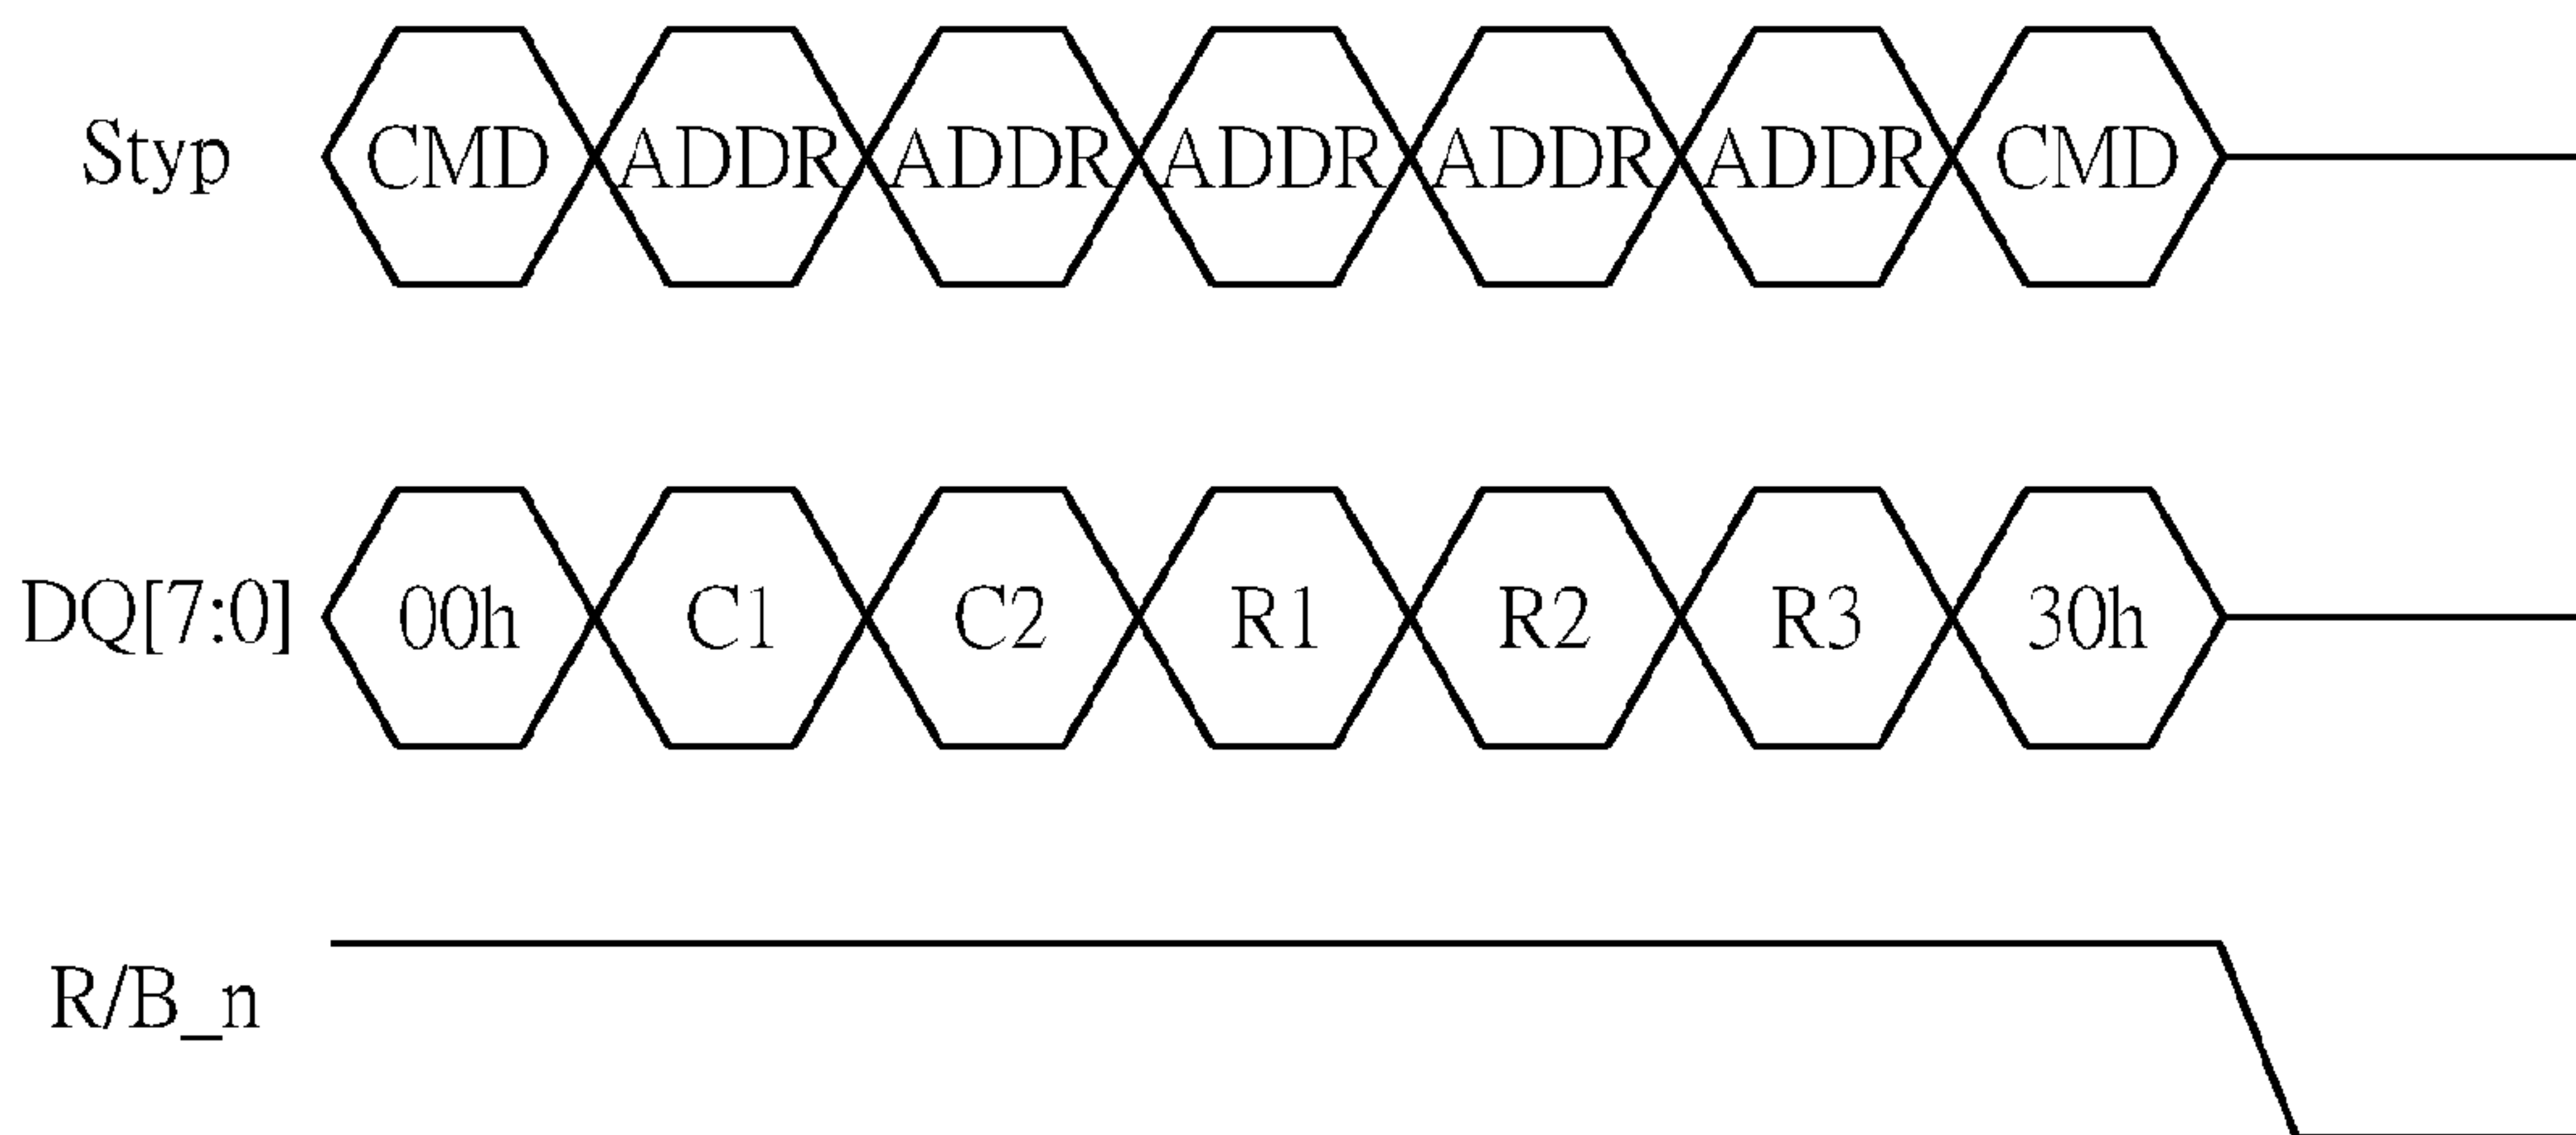 Styp CMD ADDR ADDR ADDR ADDR ADDR CMD
DQ[7:0] 00h C1 C2 R1 R2 R3 30h
R/B_n